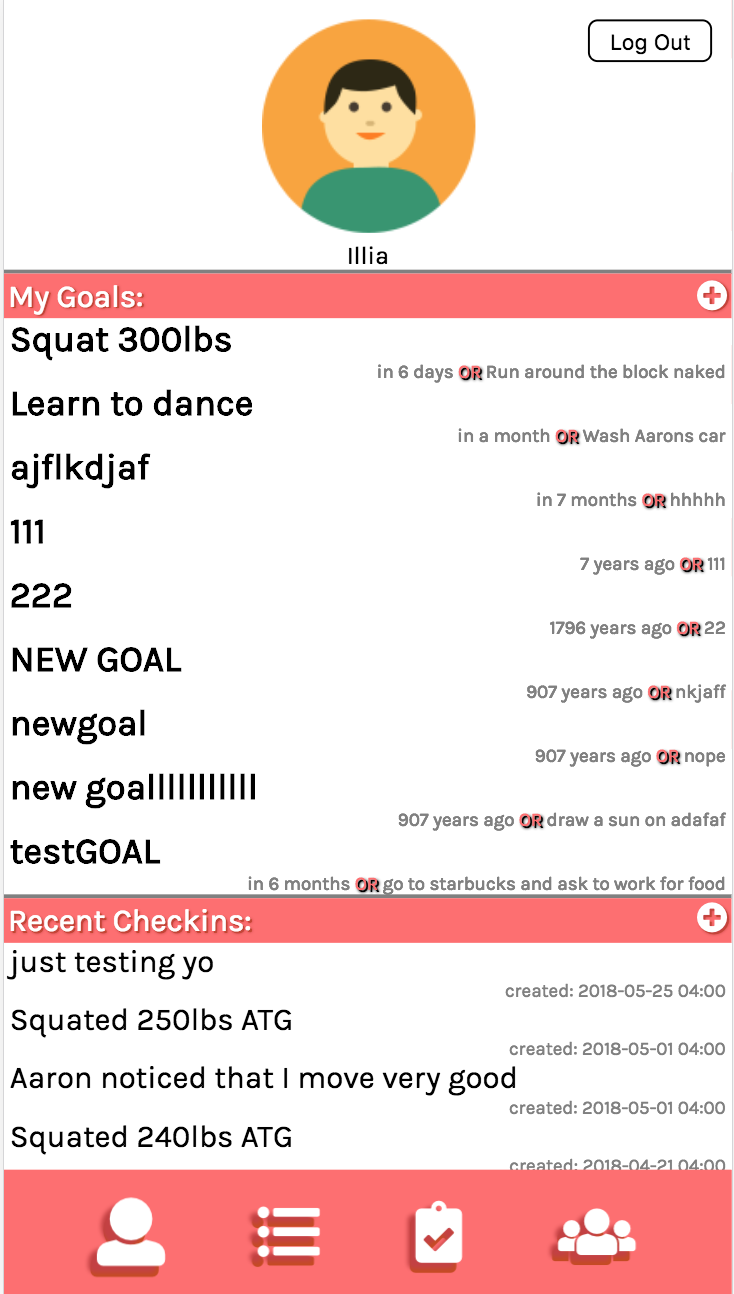 Log Out
Illia
My Goals:
Squat 300lbs
in 6 days OR Run around the block naked
Learn to dance
in a month OR Wash Aarons car
ajflkdjaf
in 7 months OR hhhhh
111
7 years ago OR 111
222
1796 years ago OR 22
NEW GOAL
907 years ago OR nkjaff
newgoal
907 years ago OR nope
new goalllllllllll
907 years ago OR draw a sun on adafaf
testGOAL
in 6 months OR go to starbucks and ask to work for food
Recent Checkins:
just testing yo
created: 2018-05-25 04:00
Squated 250lbs ATG
created: 2018-05-01 04:00
Aaron noticed that I move very good
created: 2018-05-01 04:00
Squated 240lbs ATG
created: 2018-04-21 04:00